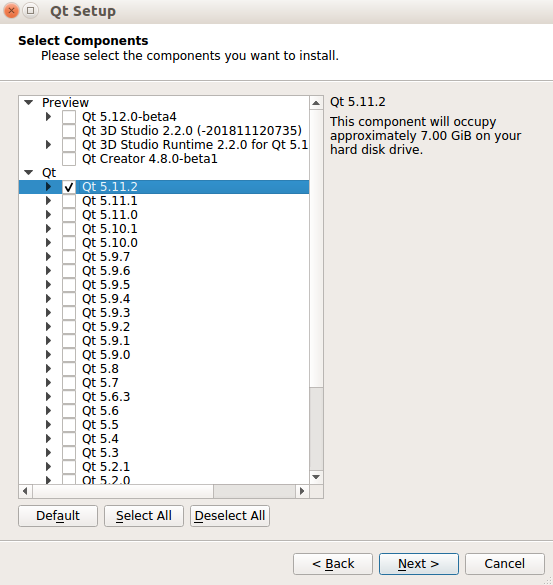 Qt Setup
Select Components
Please select the components you want to install.
Preview
Qt 5.12.0-beta4
Qt 3D Studio 2.2.0 (-201811120735)
Qt 3D Studio Runtime 2.2.0 for Qt 5.1
Qt Creator 4.8.0-beta1
Qt
Qt 5.11.2
Qt 5.11.1
Qt 5.11.0
Qt 5.10.1
Qt 5.10.0
Qt 5.9.7
Qt 5.9.6
Qt 5.9.5
Qt 5.9.4
Qt 5.9.3
Qt 5.9.2
Qt 5.9.1
Qt 5.9.0
Qt 5.8
Qt 5.7
Qt 5.6.3
Qt 5.6
Qt 5.5
Qt 5.4
Qt 5.3
Qt 5.2.1
Qt 5.2.0
Qt 5.11.2
This component will occupy
approximately 7.00 GiB on your
hard disk drive.
Default
Select All
Deselect All
< Back
Next >
Cancel